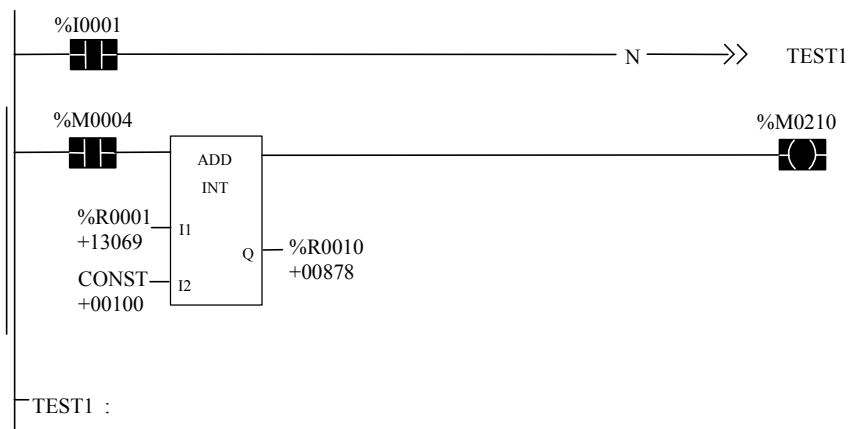 %I0001
N TEST1
%M0004
%M0210
ADD
INT
%R0001
+13069
I1
Q
%R0010
+00878
CONST
+00100
I2
TEST1 :